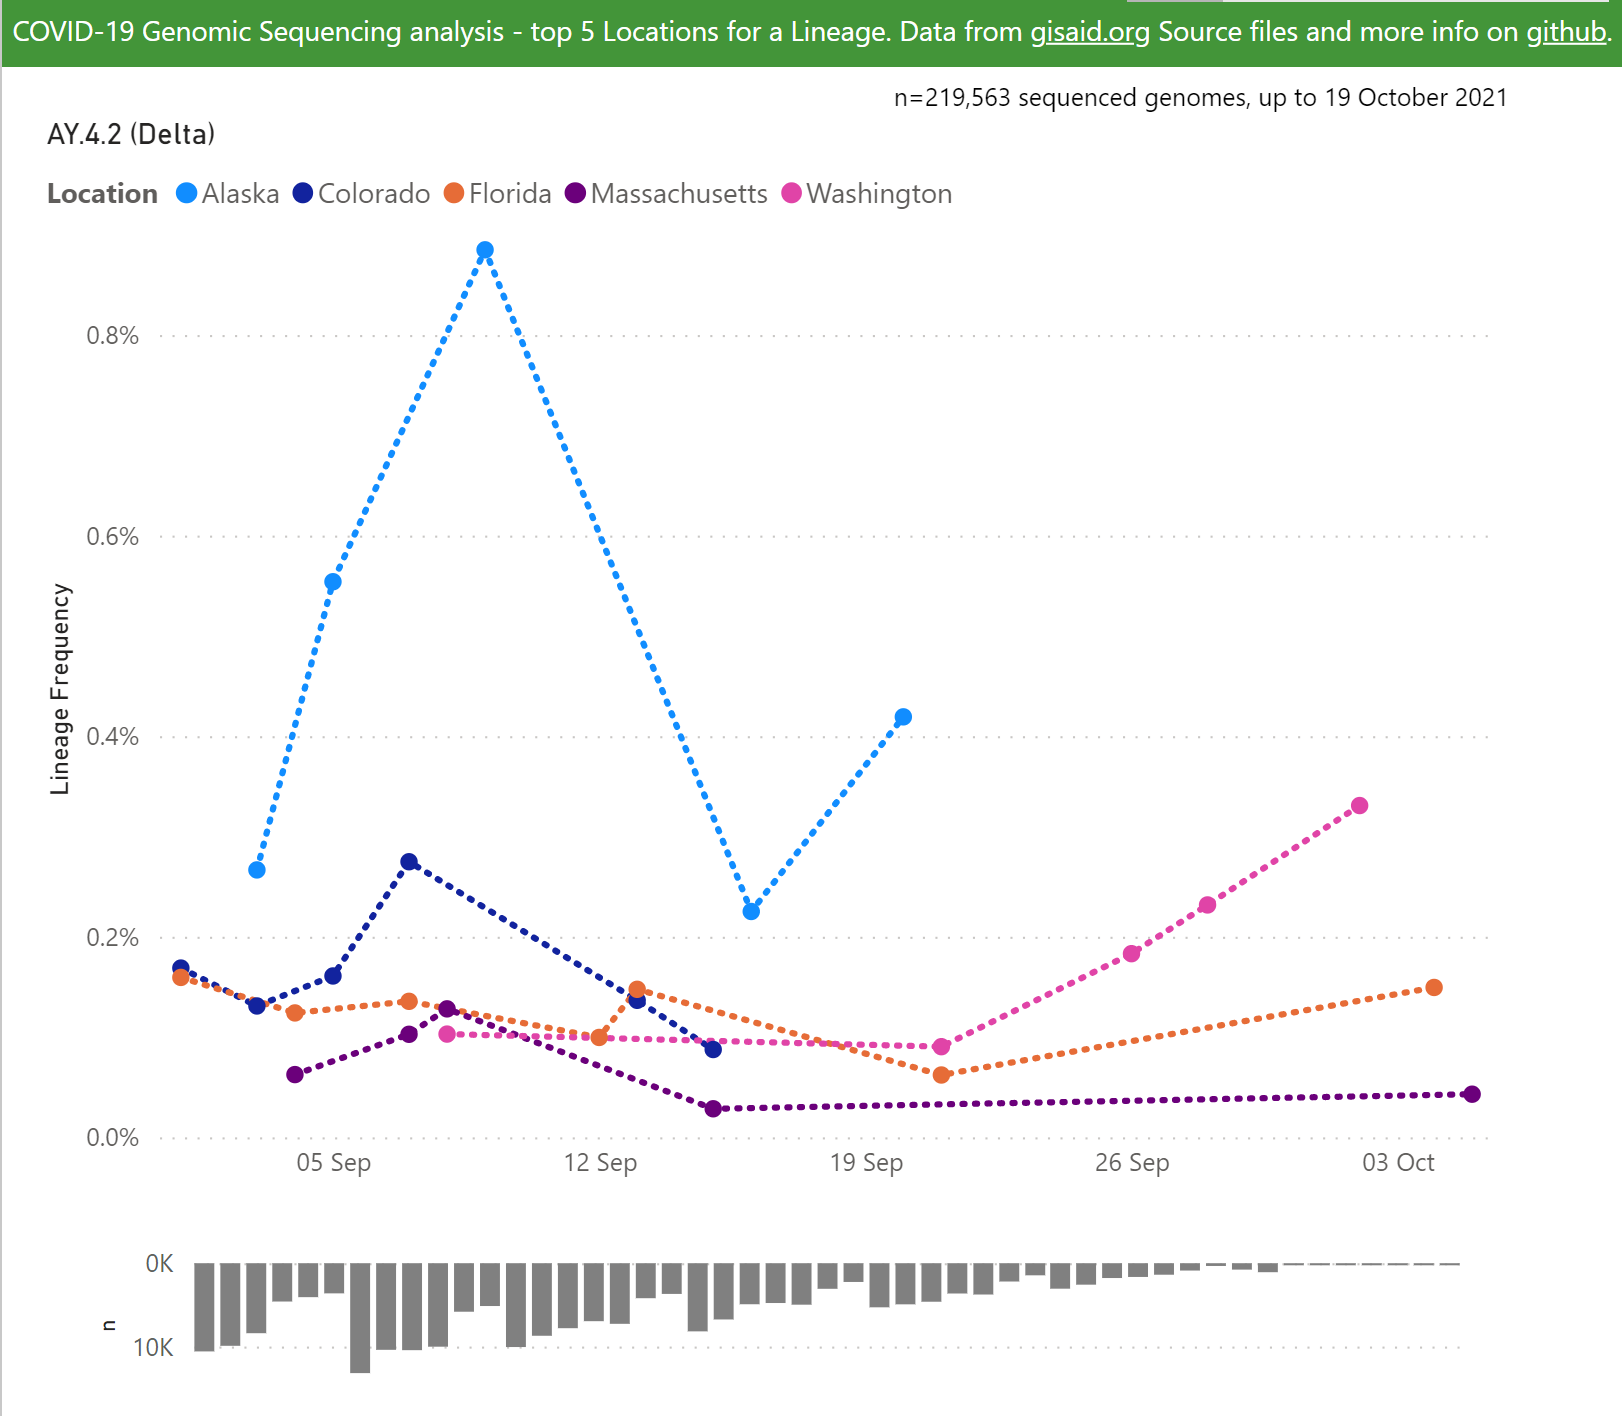 COVID-19 Genomic Sequencing analysis - top 5 Locations for a Lineage. Data from gisaid.org Source files and more info on github.
n=219,563 sequenced genomes, up to 19 October 2021
AY.4.2 (Delta)
Location Alaska Colorado Florida Massachusetts Washington
0.8%
0.6%
0.4%
0.2%
0.0%
Lineage Frequency
05 Sep 12 Sep 19 Sep 26 Sep 03 Oct
0K
10K
n